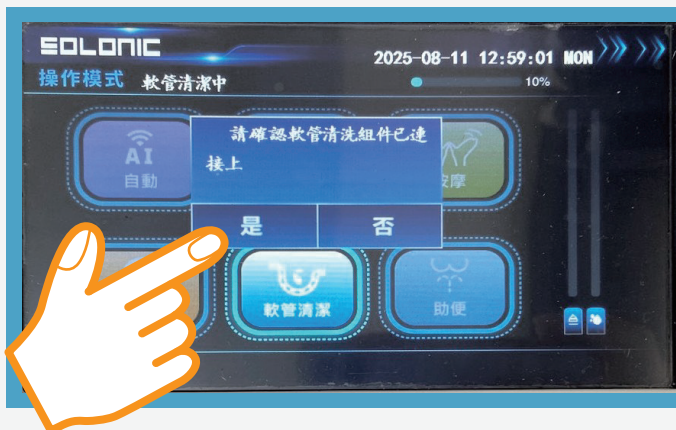 SOLONIC
2025-08-11 12:59:01 MON
操作模式 軟管清潔中
10%
請確認軟管清洗組件已連
接上
是 否
AI
自動
按摩
軟管清潔
助便